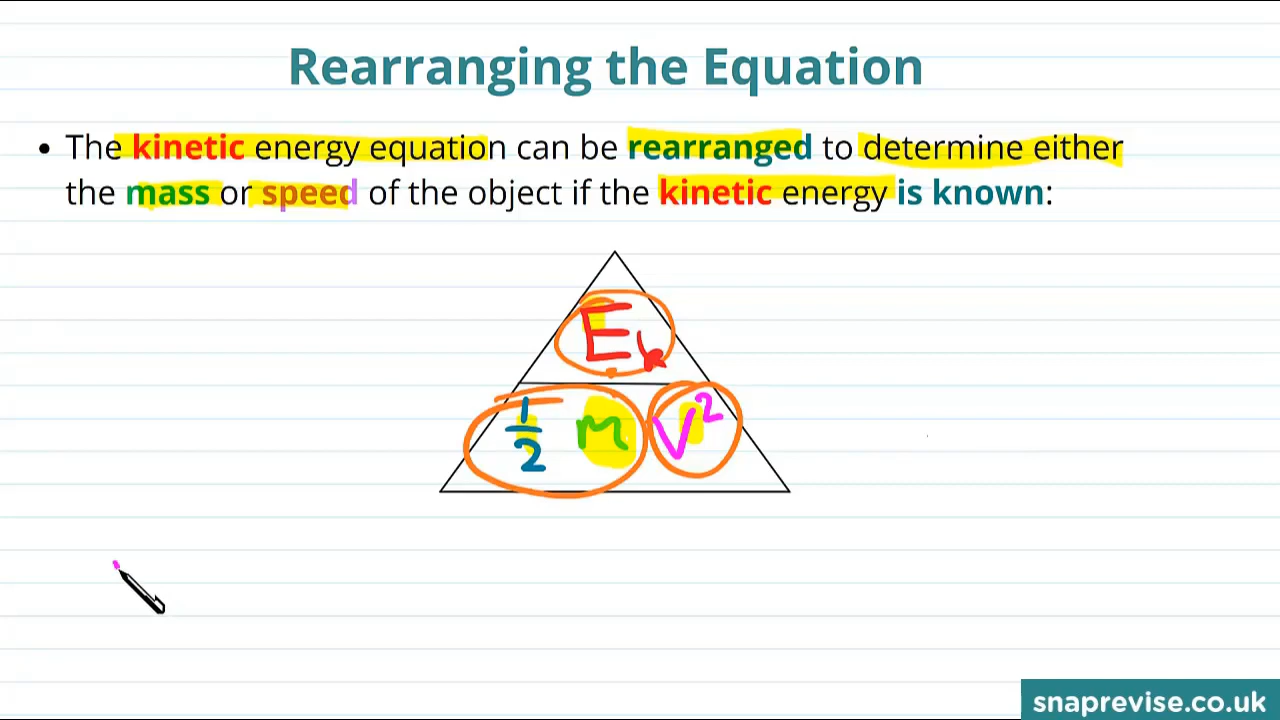 Rearranging the Equation
• The kinetic energy equation can be rearranged to determine either
the mass or speed of the object if the kinetic energy is known:
Eₖ
½ m v²
snaprevise.co.uk